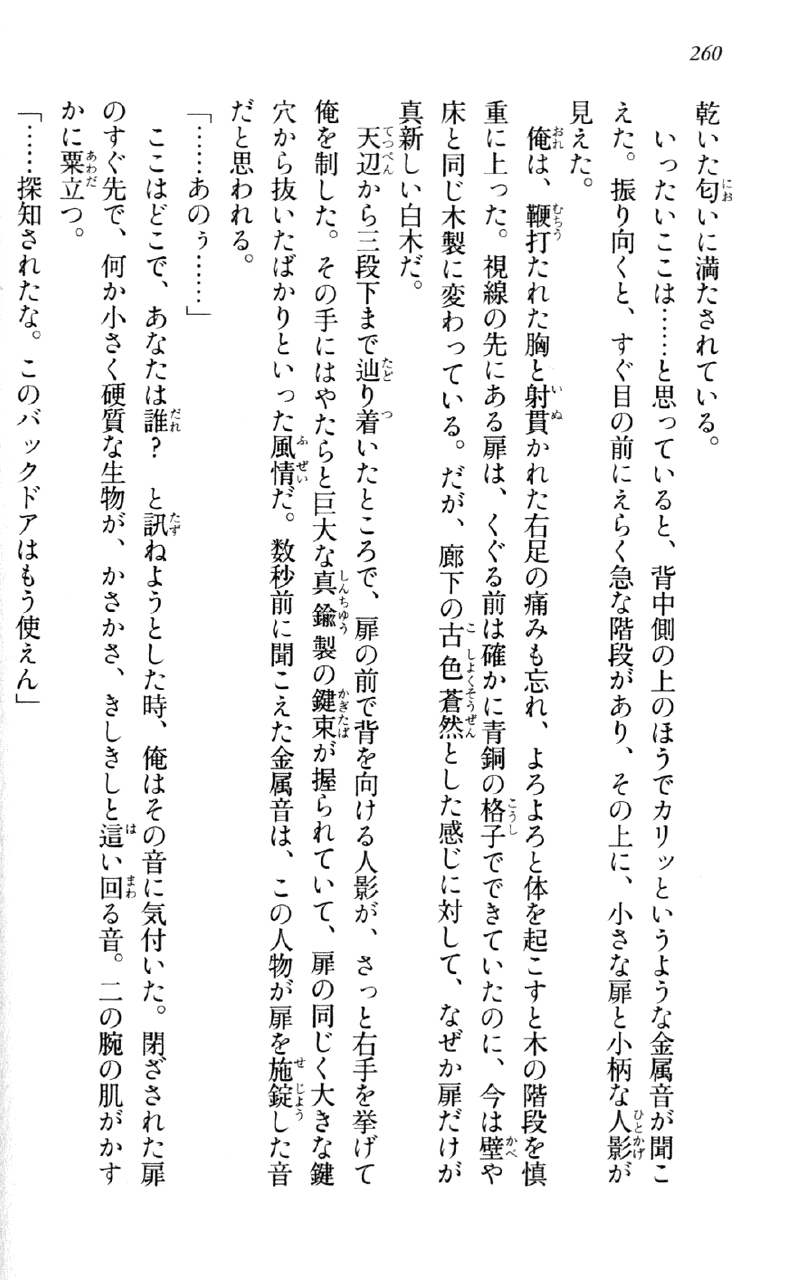 260
乾いた匂いに満たされている。
　いったいここは……と思っていると、背中側の上のほうでカリッというような金属音が聞こ
えた。振り向くと、すぐ目の前にえらく急な階段があり、その上に、小さな扉と小柄な人影が
見えた。
　俺は、鞭打たれた胸と射貫かれた右足の痛みも忘れ、よろよろと体を起こすと木の階段を慎
重に上った。視線の先にある扉は、くぐる前は確かに青銅の格子でできていたのに、今は壁や
床と同じ木製に変わっている。だが、廊下の古色蒼然とした感じに対して、なぜか扉だけが
真新しい白木だ。
　天辺から三段下まで辿り着いたところで、扉の前で背を向ける人影が、さっと右手を挙げて
俺を制した。その手にはやたらと巨大な真鍮製の鍵束が握られていて、扉の同じく大きな鍵
穴から抜いたばかりといった風情だ。数秒前に聞こえた金属音は、この人物が扉を施錠した音
だと思われる。
「……あのぅ……」
　ここはどこで、あなたは誰？　と訊ねようとした時、俺はその音に気付いた。閉ざされた扉
のすぐ先で、何か小さく硬質な生物が、かさかさ、きしきしと這い回る音。二の腕の肌がかす
かに粟立つ。
「……探知されたな。このバックドアはもう使えん」